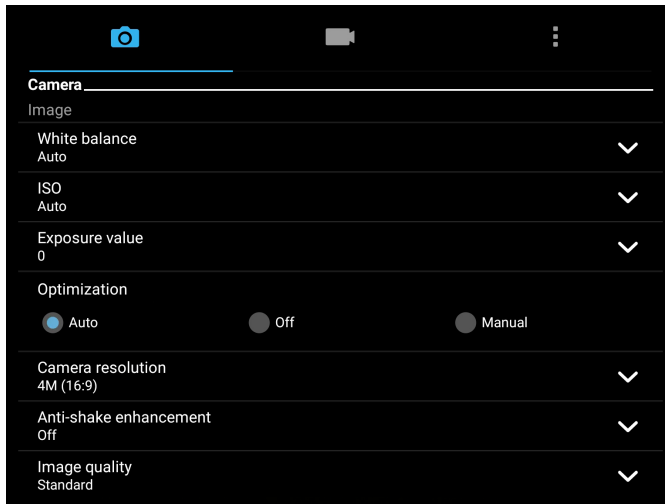 Camera
Image
White balance
Auto
ISO
Auto
Exposure value
0
Optimization
Auto Off Manual
Camera resolution
4M (16:9)
Anti-shake enhancement
Off
Image quality
Standard